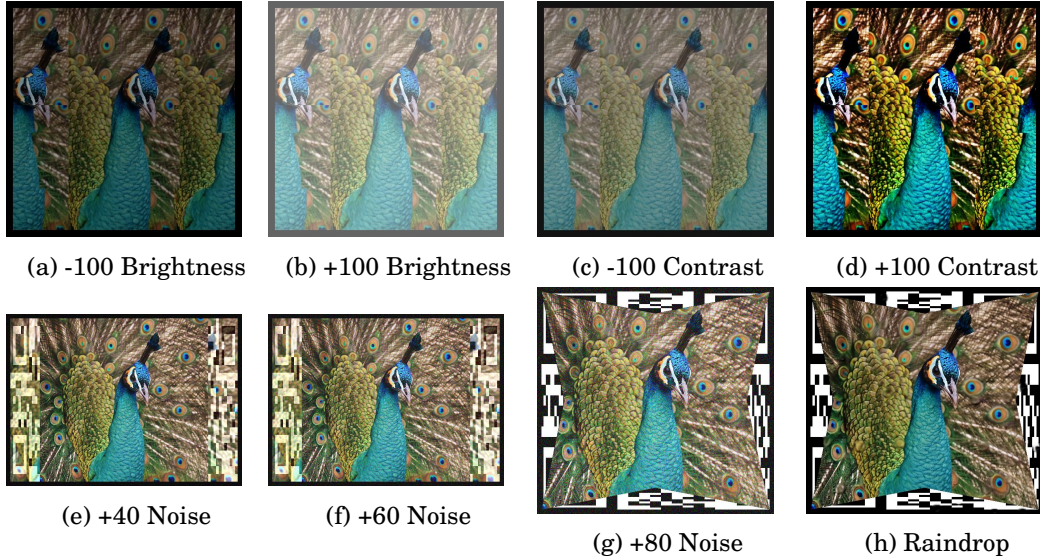 (a) -100 Brightness
(b) +100 Brightness
(c) -100 Contrast
(d) +100 Contrast
(e) +40 Noise
(f) +60 Noise
(g) +80 Noise
(h) Raindrop